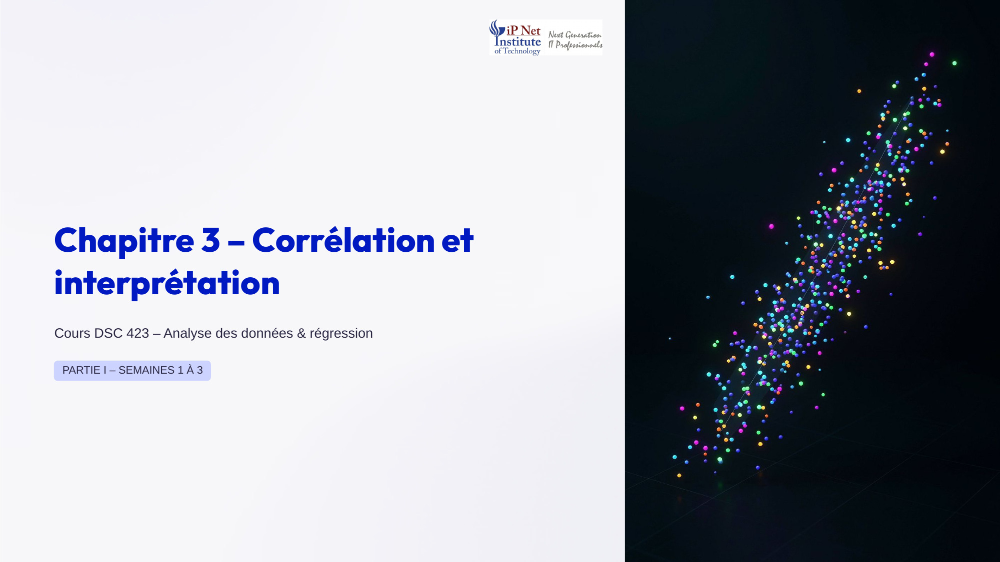 iP Net
Institute
of Technology
Next Generation
IT Professionnels
Chapitre 3 – Corrélation et
interprétation
Cours DSC 423 – Analyse des données & régression
PARTIE I – SEMAINES 1 À 3